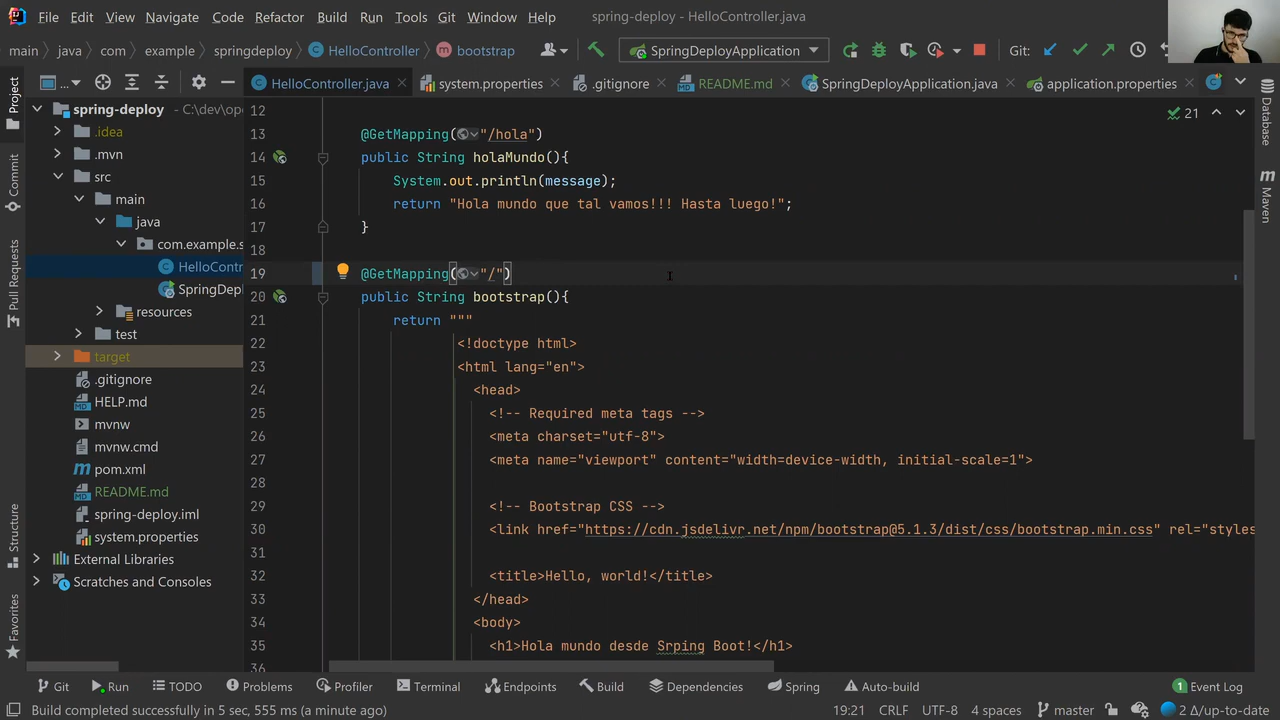 File Edit View Navigate Code Refactor Build Run Tools Git Window Help spring-deploy - HelloController.java
main java com example springdeploy HelloController bootstrap SpringDeployApplication Git:
... HelloController.java system.properties .gitignore README.md SpringDeployApplication.java application.properties
Project
Commit
Pull Requests
Structure
Favorites
spring-deploy - C:\dev\op
.idea
.mvn
src
main
java
com.example.s
HelloContr
SpringDep
resources
test
target
.gitignore
HELP.md
mvnw
mvnw.cmd
pom.xml
README.md
spring-deploy.iml
system.properties
External Libraries
Scratches and Consoles
21
12
13 @GetMapping("/hola")
14 public String holaMundo(){
15 System.out.println(message);
16 return "Hola mundo que tal vamos!!! Hasta luego!";
17 }
18
19 @GetMapping("/")
20 public String bootstrap(){
21 return """
22 <!doctype html>
23 <html lang="en">
24 <head>
25 <!-- Required meta tags -->
26 <meta charset="utf-8">
27 <meta name="viewport" content="width=device-width, initial-scale=1">
28
29 <!-- Bootstrap CSS -->
30 <link href="https://cdn.jsdelivr.net/npm/bootstrap@5.1.3/dist/css/bootstrap.min.css" rel="styles
31
32 <title>Hello, world!</title>
33 </head>
34 <body>
35 <h1>Hola mundo desde Srping Boot!</h1>
36
Database
Maven
Git Run TODO Problems Profiler Terminal Endpoints Build Dependencies Spring Auto-build 1 Event Log
Build completed successfully in 5 sec, 555 ms (a minute ago) 19:21 CRLF UTF-8 4 spaces master 2 Δ/up-to-date